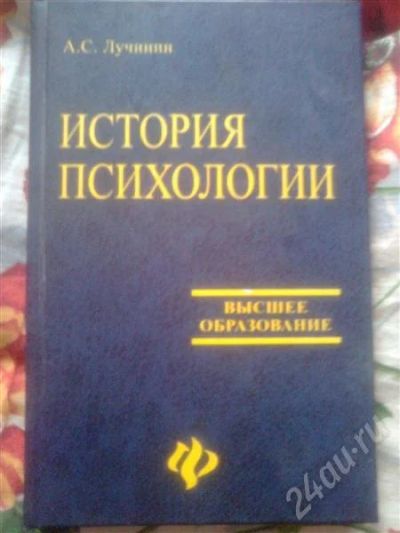 А.С. Лучинин
ИСТОРИЯ
ПСИХОЛОГИИ
ВЫСШЕЕ
ОБРАЗОВАНИЕ
24au.ru